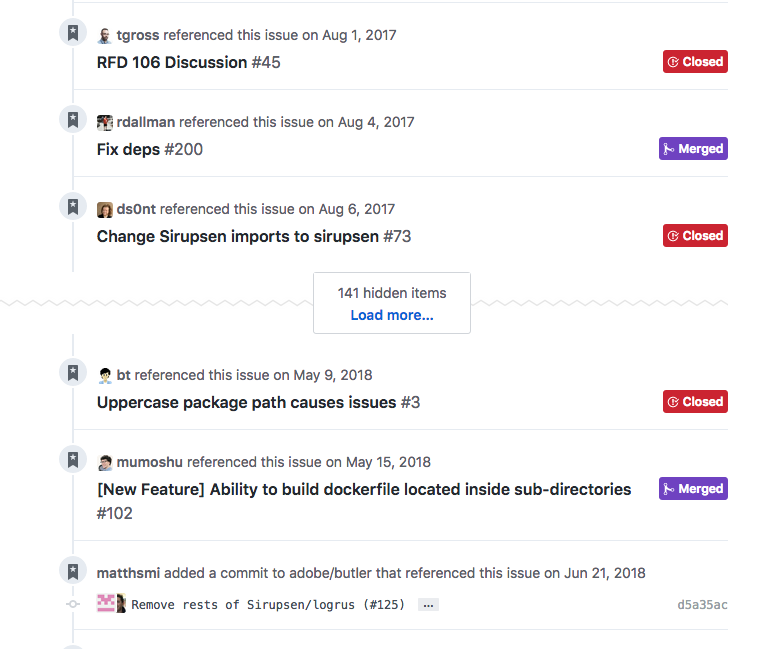 tgross referenced this issue on Aug 1, 2017
RFD 106 Discussion #45
Closed
rdallman referenced this issue on Aug 4, 2017
Fix deps #200
Merged
ds0nt referenced this issue on Aug 6, 2017
Change Sirupsen imports to sirupsen #73
Closed
141 hidden items
Load more...
bt referenced this issue on May 9, 2018
Uppercase package path causes issues #3
Closed
mumoshu referenced this issue on May 15, 2018
[New Feature] Ability to build dockerfile located inside sub-directories
#102
Merged
matthsmi added a commit to adobe/butler that referenced this issue on Jun 21, 2018
Remove rests of Sirupsen/logrus (#125) ... d5a35ac